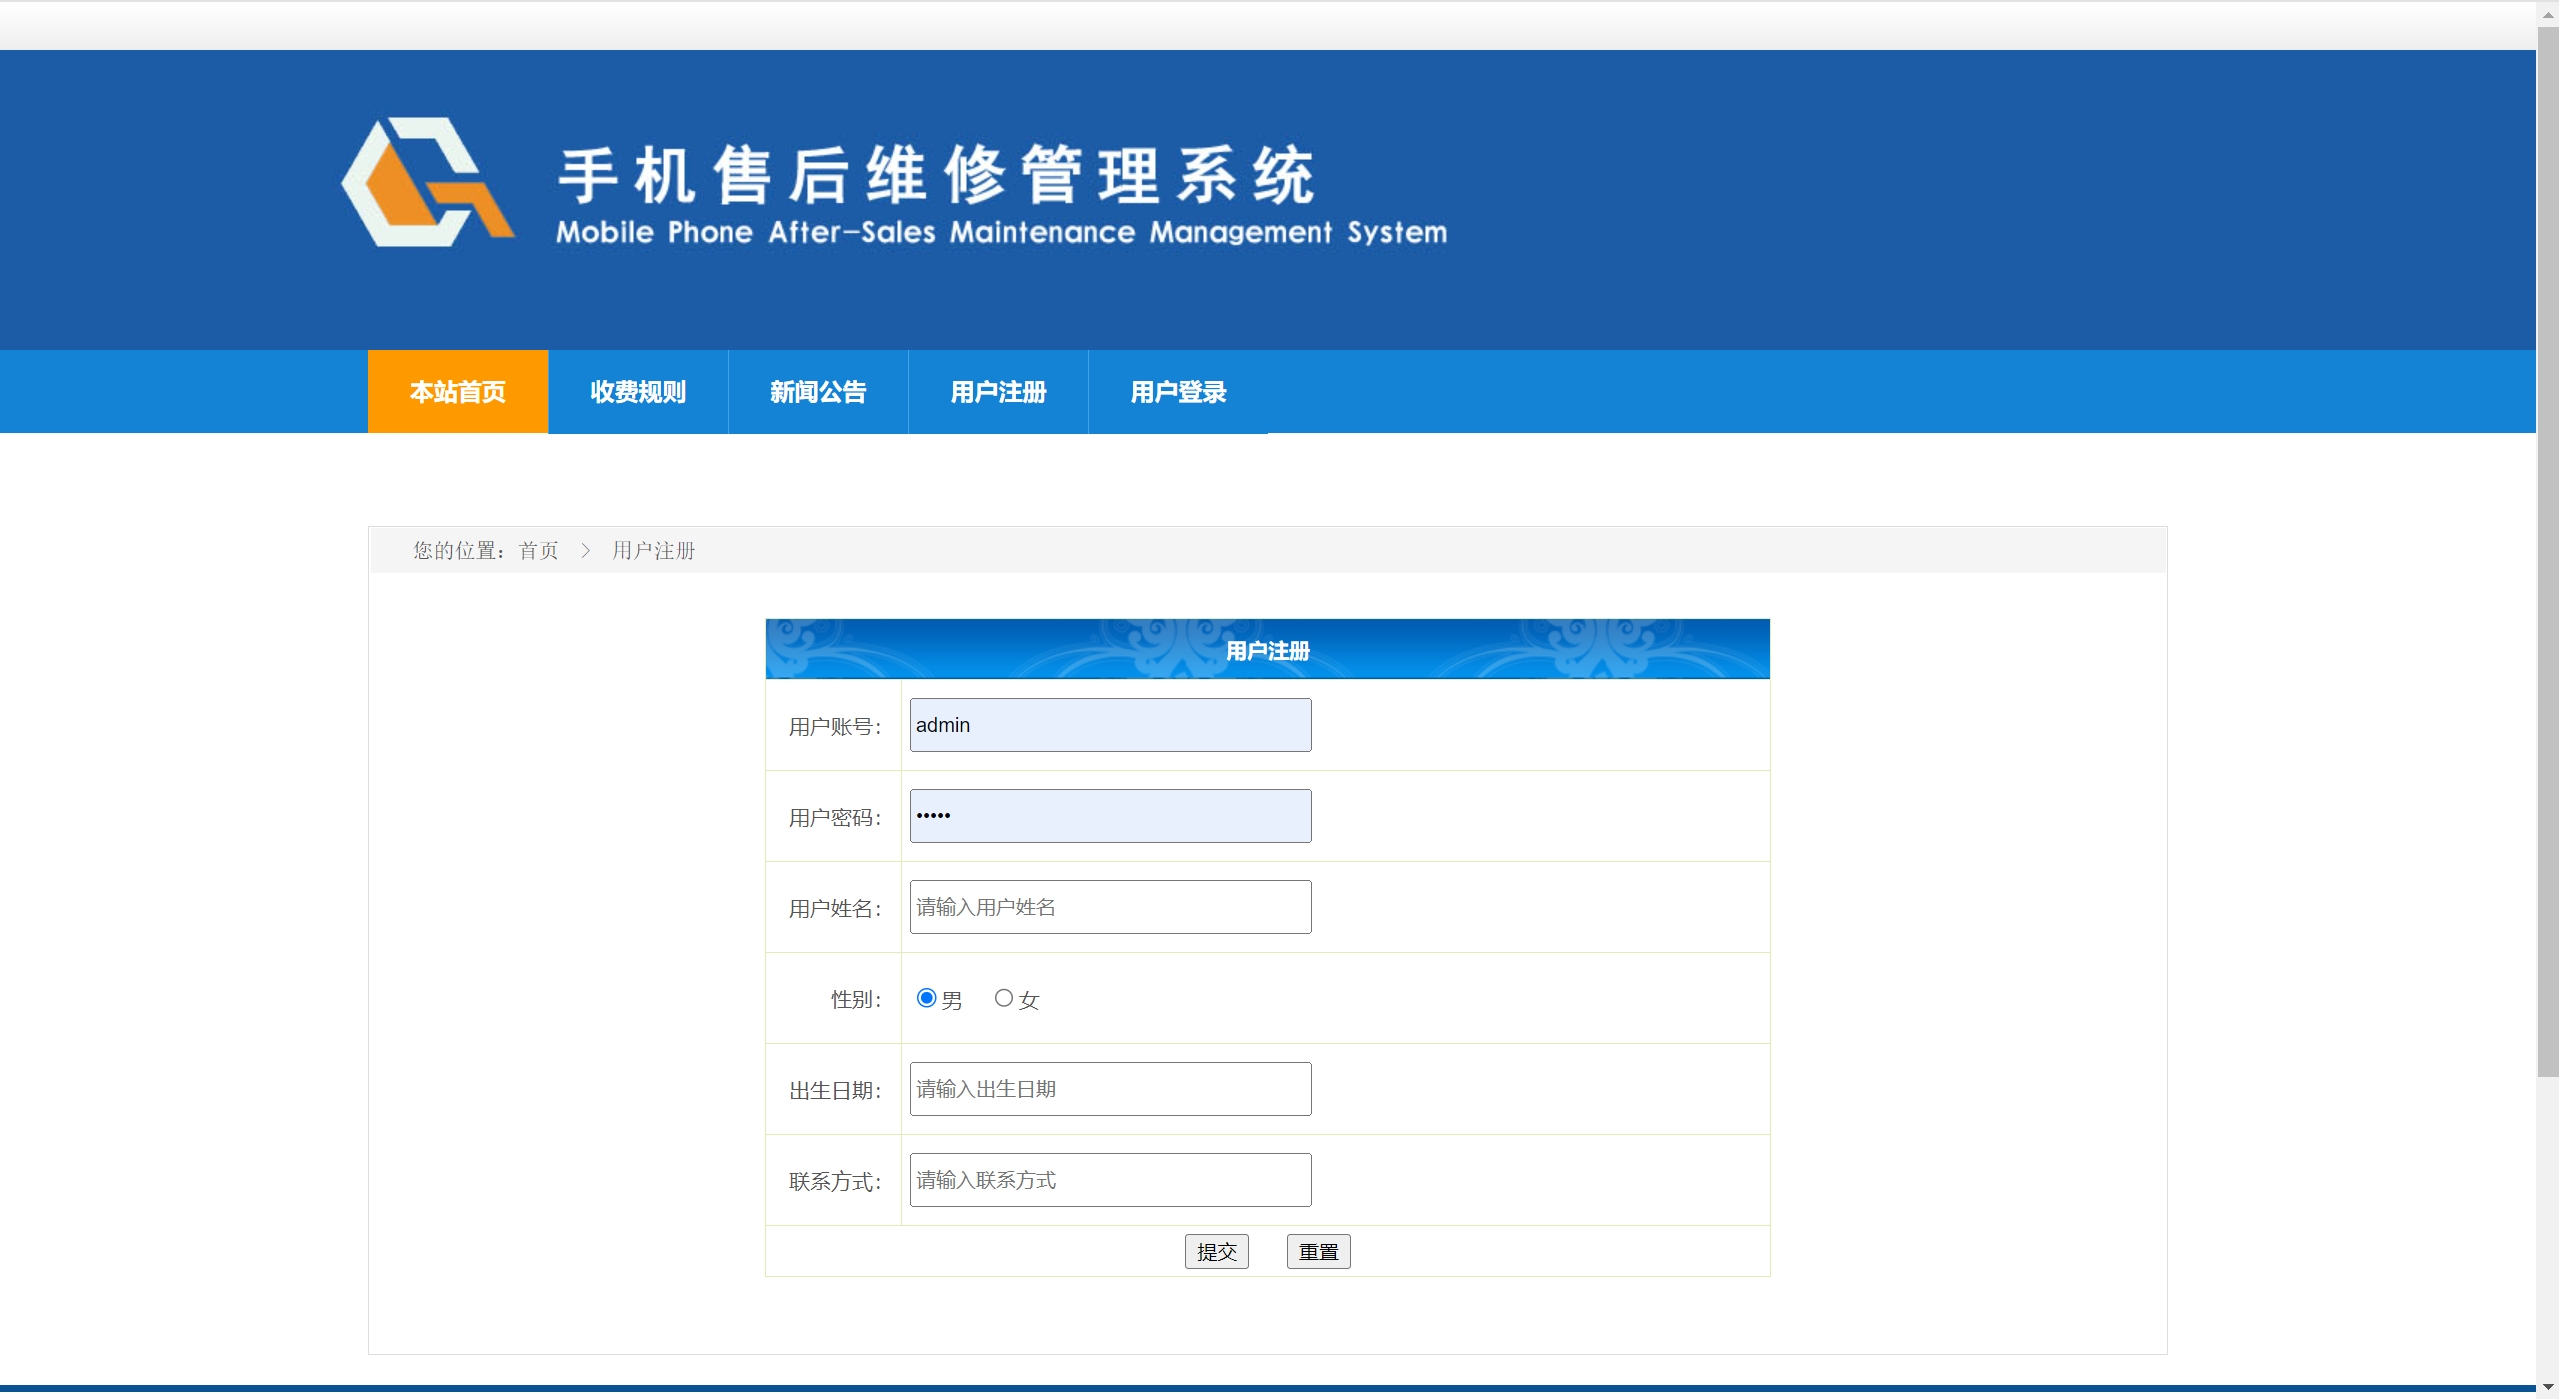 手机售后维修管理系统
Mobile Phone After-Sales Maintenance Management System
本站首页 收费规则 新闻公告 用户注册 用户登录
您的位置：首页 > 用户注册
用户注册
用户账号： admin
用户密码： •••••
用户姓名： 请输入用户姓名
性别： 男 女
出生日期： 请输入出生日期
联系方式： 请输入联系方式
提交 重置